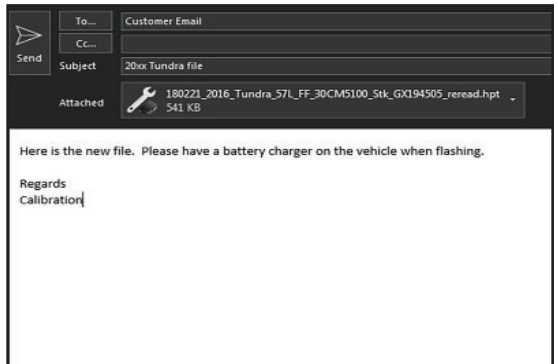 To... Customer Email
Cc...
Send
Subject 20xx Tundra file
Attached 180221_2016_Tundra_57L_FF_30CM5100_Stk_GX194505_reread.hpt
541 KB
Here is the new file. Please have a battery charger on the vehicle when flashing.
Regards
Calibration